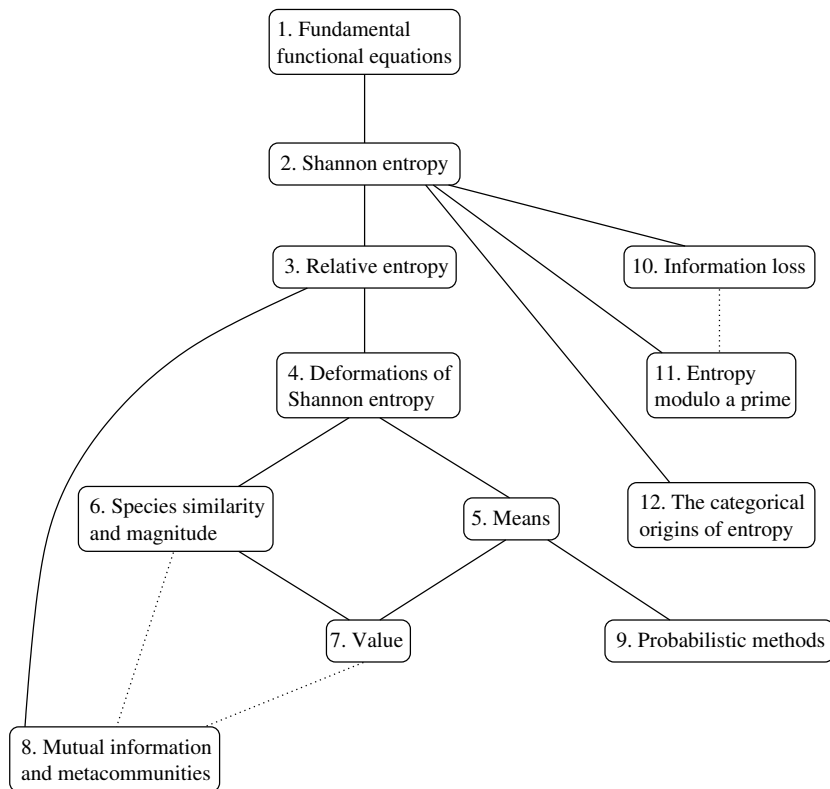 1. Fundamental
functional equations
2. Shannon entropy
3. Relative entropy
10. Information loss
4. Deformations of
Shannon entropy
11. Entropy
modulo a prime
6. Species similarity
and magnitude
5. Means
12. The categorical
origins of entropy
7. Value
9. Probabilistic methods
8. Mutual information
and metacommunities